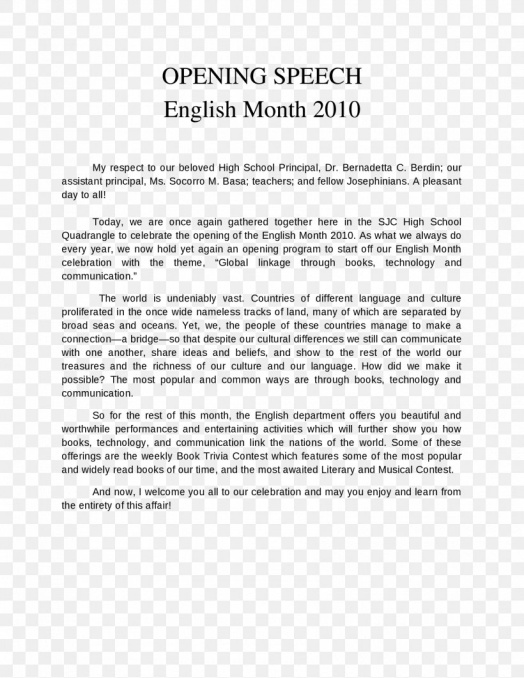 OPENING SPEECH
English Month 2010
My respect to our beloved High School Principal, Dr. Bernadetta C. Berdin; our
assistant principal, Ms. Socorro M. Basa; teachers; and fellow Josephinians. A pleasant
day to all!
Today, we are once again gathered together here in the SJC High School
Quadrangle to celebrate the opening of the English Month 2010. As what we always do
every year, we now hold yet again an opening program to start off our English Month
celebration with the theme, “Global linkage through books, technology and
communication.”
The world is undeniably vast. Countries of different language and culture
proliferated in the once wide nameless tracks of land, many of which are separated by
broad seas and oceans. Yet, we, the people of these countries manage to make a
connection—a bridge—so that despite our cultural differences we still can communicate
with one another, share ideas and beliefs, and show to the rest of the world our
treasures and the richness of our culture and our language. How did we make it
possible? The most popular and common ways are through books, technology and
communication.
So for the rest of this month, the English department offers you beautiful and
worthwhile performances and entertaining activities which will further show you how
books, technology, and communication link the nations of the world. Some of these
offerings are the weekly Book Trivia Contest which features some of the most popular
and widely read books of our time, and the most awaited Literary and Musical Contest.
And now, I welcome you all to our celebration and may you enjoy and learn from
the entirety of this affair!